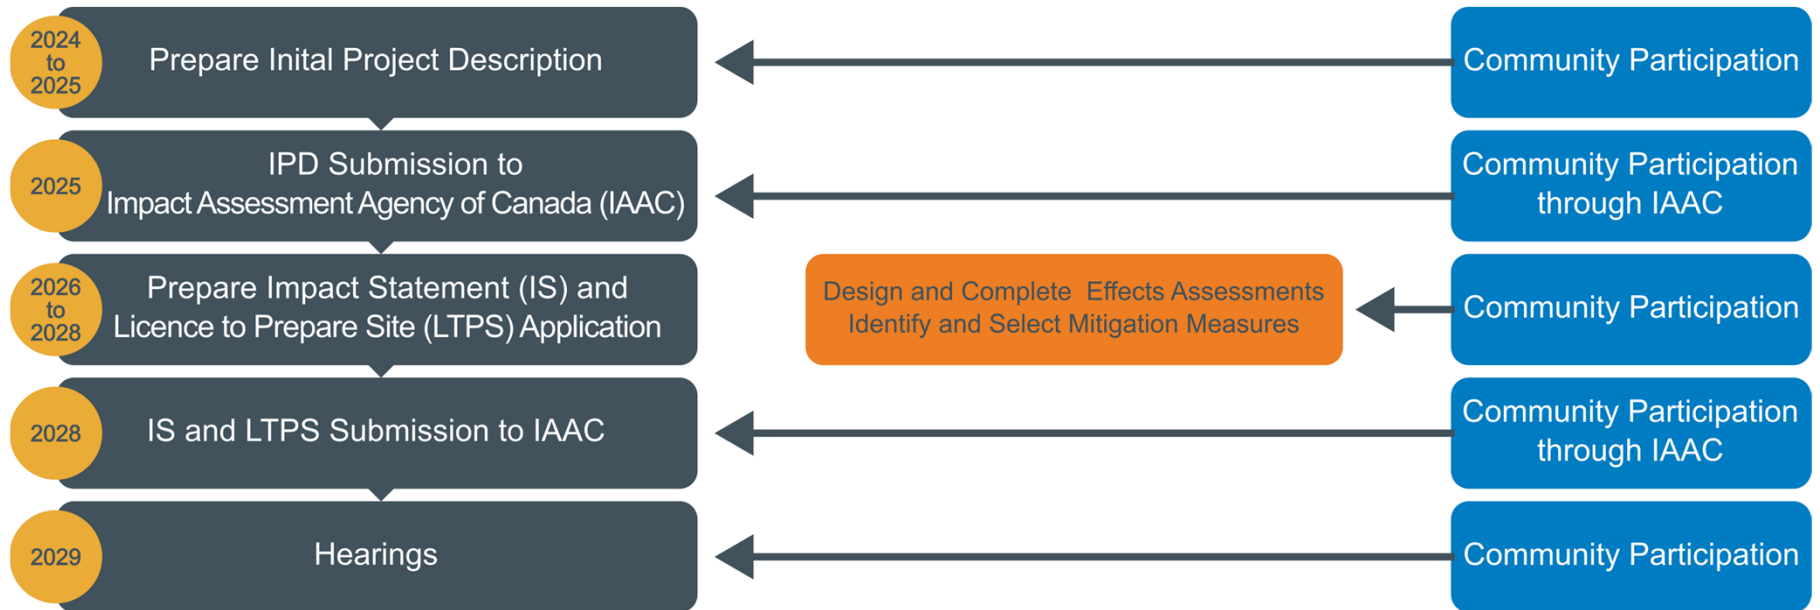 2024
to
2025
Prepare Inital Project Description
Community Participation
2025
IPD Submission to
Impact Assessment Agency of Canada (IAAC)
Community Participation
through IAAC
2026
to
2028
Prepare Impact Statement (IS) and
Licence to Prepare Site (LTPS) Application
Design and Complete Effects Assessments
Identify and Select Mitigation Measures
Community Participation
2028
IS and LTPS Submission to IAAC
Community Participation
through IAAC
2029
Hearings
Community Participation